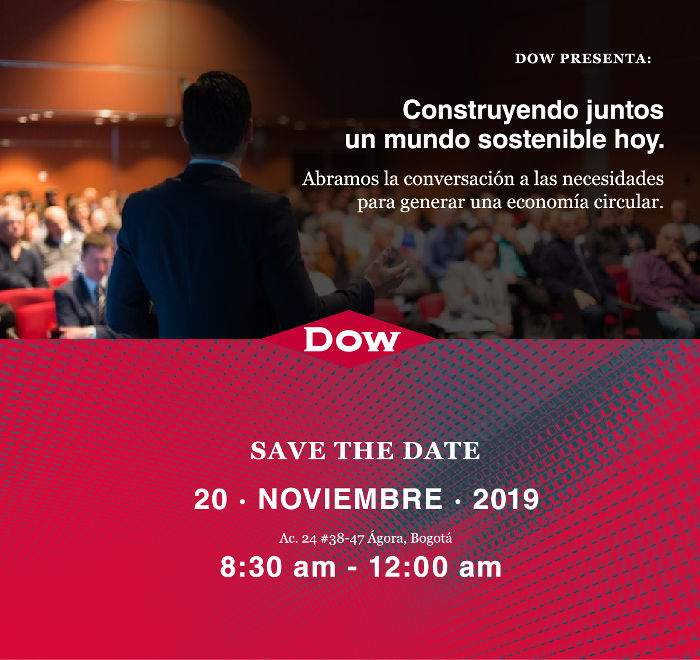 DOW PRESENTA:
Construyendo juntos
un mundo sostenible hoy.
Abramos la conversación a las necesidades
para generar una economía circular.
Dow
SAVE THE DATE
20 · NOVIEMBRE · 2019
Ac. 24 #38-47 Ágora, Bogotá
8:30 am - 12:00 am